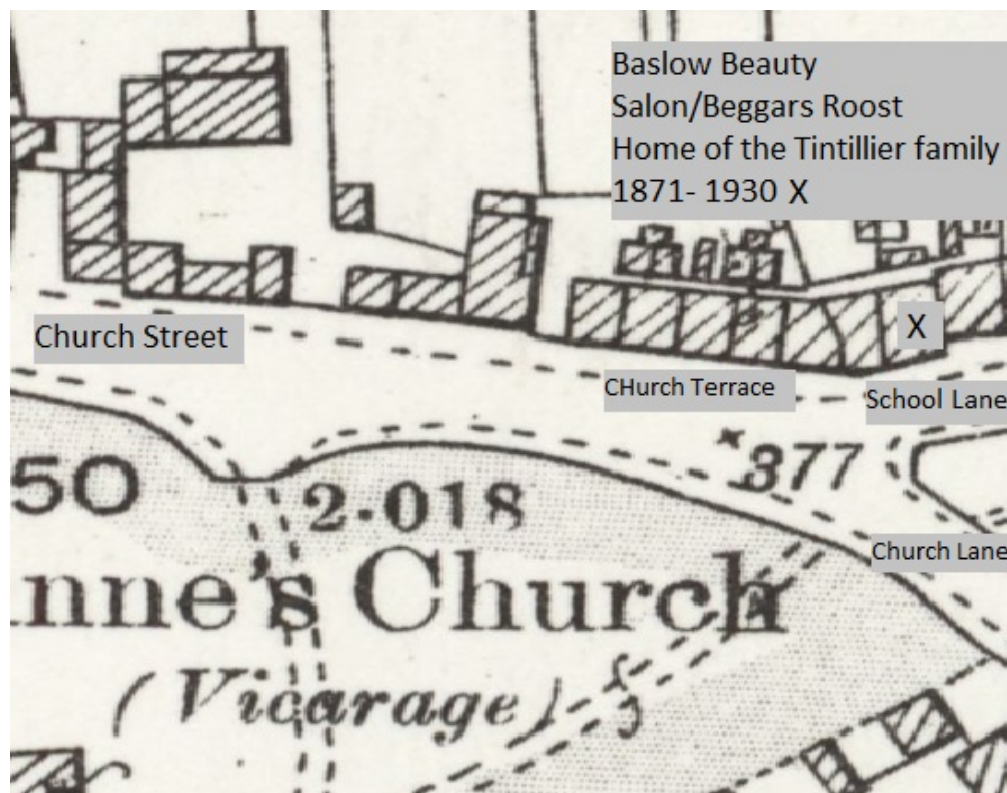 Baslow Beauty
Salon/Beggars Roost
Home of the Tintillier family
1871- 1930 X
X
Church Street
CHurch Terrace
School Lane
377
50
2·018
Church Lane
nne's Church
(Vicarage)